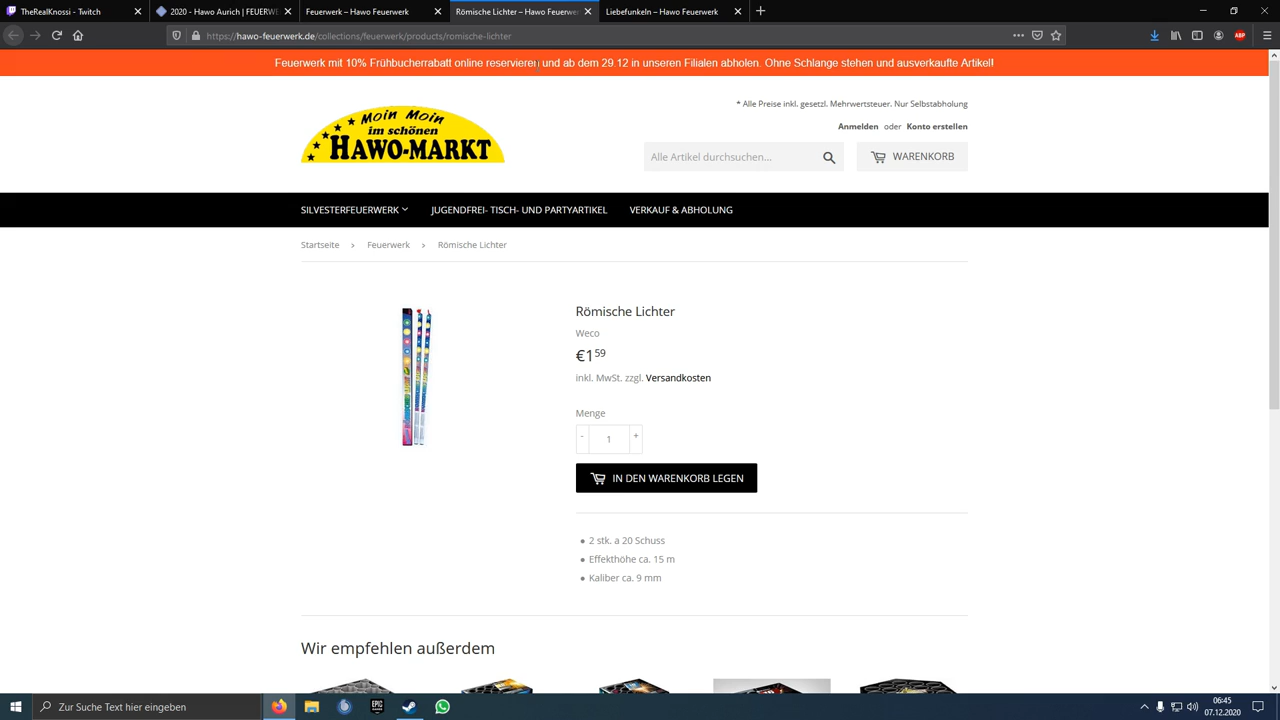 TheRealKnossi - Twitch
2020 - Hawo Aurich | FEUERWE
Feuerwerk – Hawo Feuerwerk
Römische Lichter – Hawo Feuerwer
Liebefunkeln – Hawo Feuerwerk
https://hawo-feuerwerk.de/collections/feuerwerk/products/romische-lichter
Feuerwerk mit 10% Frühbucherrabatt online reservieren und ab dem 29.12 in unseren Filialen abholen. Ohne Schlange stehen und ausverkaufte Artikel!
* Alle Preise inkl. gesetzl. Mehrwertsteuer. Nur Selbstabholung
Moin Moin
im schönen
HAWO-MARKT
Anmelden oder Konto erstellen
Alle Artikel durchsuchen...
WARENKORB
SILVESTERFEUERWERK
JUGENDFREI- TISCH- UND PARTYARTIKEL
VERKAUF & ABHOLUNG
Startseite › Feuerwerk › Römische Lichter
Römische Lichter
Weco
€1 59
inkl. MwSt. zzgl. Versandkosten
Menge
- 1 +
IN DEN WARENKORB LEGEN
● 2 stk. a 20 Schuss
● Effekthöhe ca. 15 m
● Kaliber ca. 9 mm
Wir empfehlen außerdem
Zur Suche Text hier eingeben
EPIC
GAMES
06:45
07.12.2020